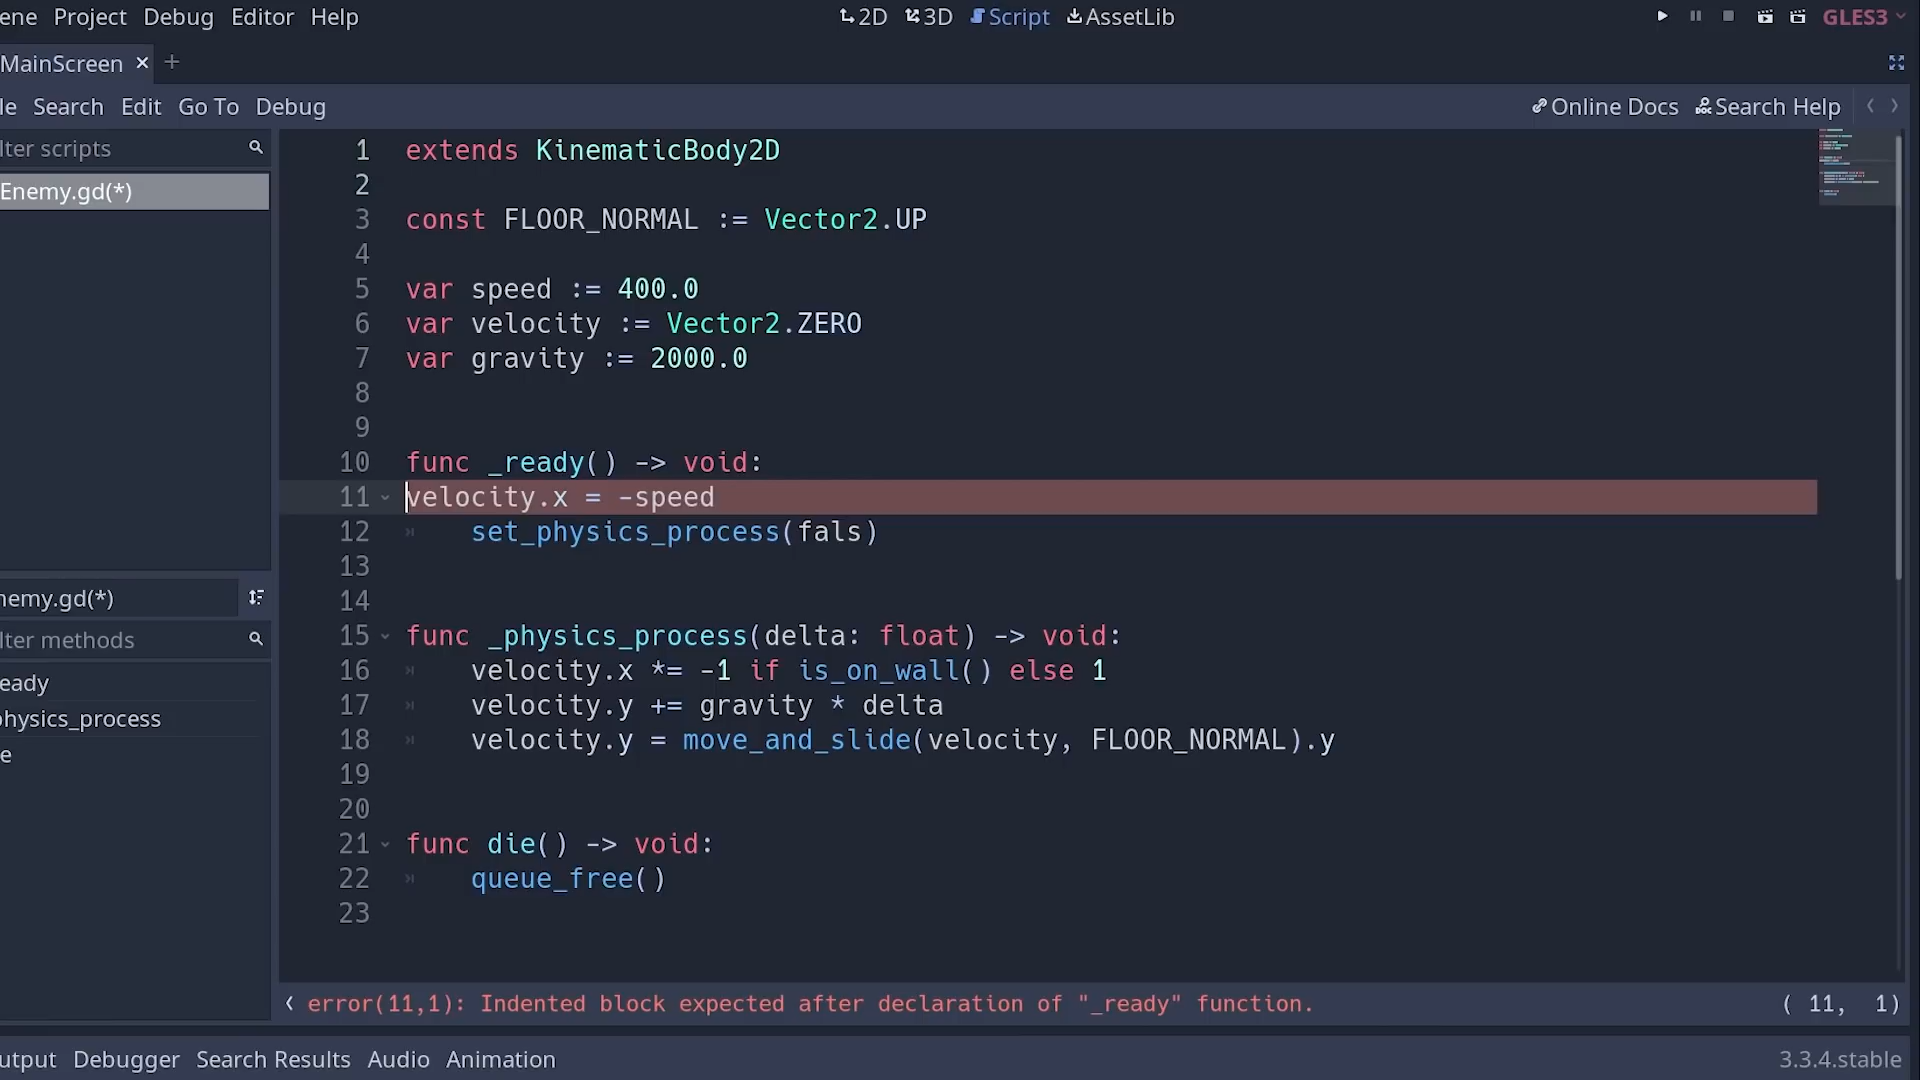 ene Project Debug Editor Help 2D 3D Script AssetLib GLES3
MainScreen × +
le Search Edit Go To Debug Online Docs Search Help
lter scripts
Enemy.gd(*)
nemy.gd(*)
lter methods
eady
physics_process
e
1 extends KinematicBody2D
2
3 const FLOOR_NORMAL := Vector2.UP
4
5 var speed := 400.0
6 var velocity := Vector2.ZERO
7 var gravity := 2000.0
8
9
10 func _ready() -> void:
11 velocity.x = -speed
12 set_physics_process(fals)
13
14
15 func _physics_process(delta: float) -> void:
16 velocity.x *= -1 if is_on_wall() else 1
17 velocity.y += gravity * delta
18 velocity.y = move_and_slide(velocity, FLOOR_NORMAL).y
19
20
21 func die() -> void:
22 queue_free()
23
error(11,1): Indented block expected after declaration of "_ready" function. ( 11, 1)
utput Debugger Search Results Audio Animation 3.3.4.stable